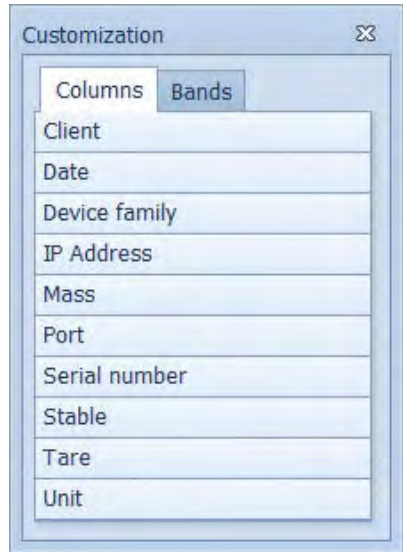 Customization
Columns Bands
Client
Date
Device family
IP Address
Mass
Port
Serial number
Stable
Tare
Unit